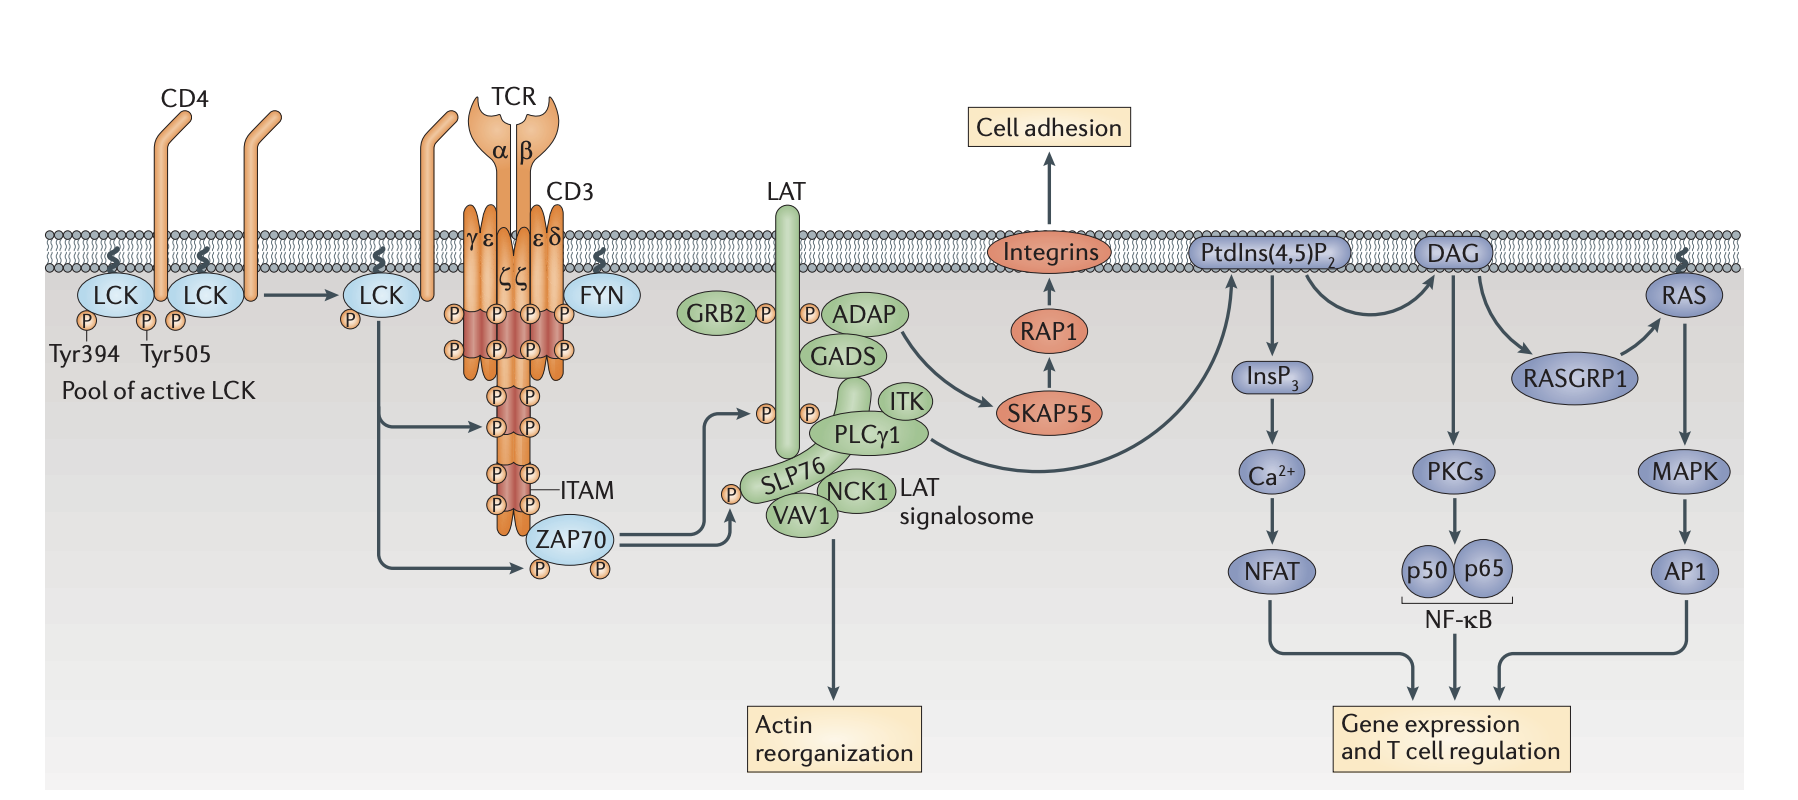 CD4
TCR
α β
CD3
γ ε ε δ
ζ ζ
LCK
LCK
LCK
FYN
P
P
P
P
Tyr394
Tyr505
Pool of active LCK
P P P P
P P P P
P P
P P
P P
P P
ITAM
ZAP70
P
P
LAT
GRB2
P
P
ADAP
GADS
ITK
P
P
PLCγ1
SLP76
P
NCK1
VAV1
LAT
signalosome
Actin
reorganization
Cell adhesion
Integrins
RAP1
SKAP55
PtdIns(4,5)P2
DAG
RAS
InsP3
RASGRP1
Ca2+
PKCs
MAPK
NFAT
p50
p65
AP1
NF-κB
Gene expression
and T cell regulation